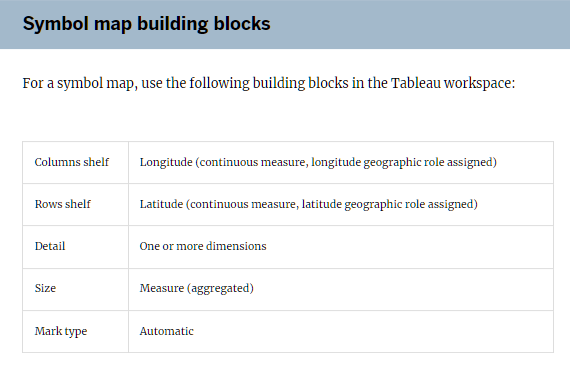 Symbol map building blocks
For a symbol map, use the following building blocks in the Tableau workspace:
Columns shelf Longitude (continuous measure, longitude geographic role assigned)
Rows shelf Latitude (continuous measure, latitude geographic role assigned)
Detail One or more dimensions
Size Measure (aggregated)
Mark type Automatic